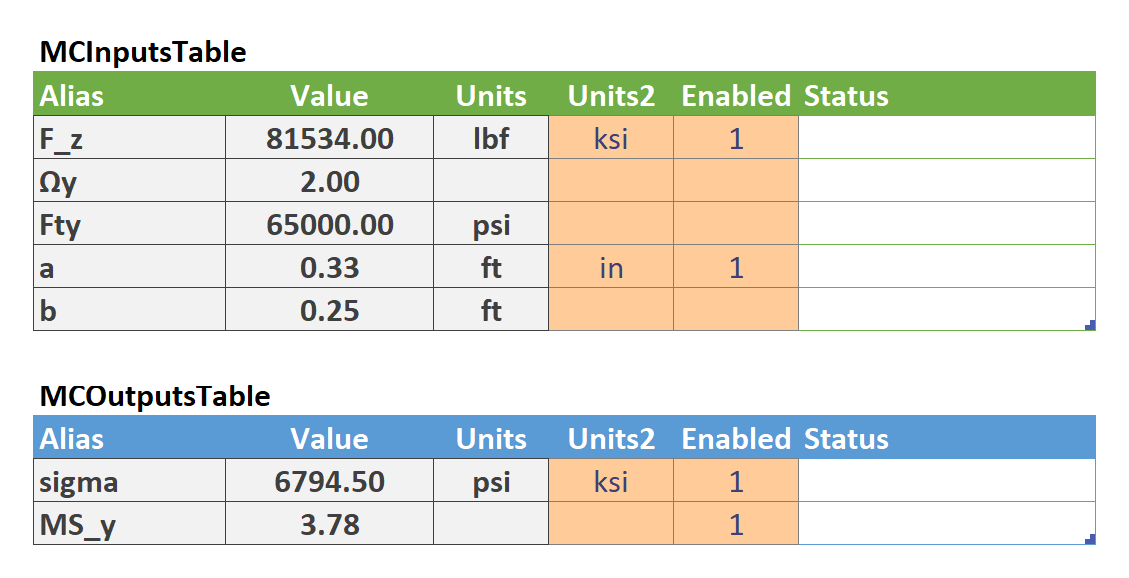 MCInputsTable
Alias Value Units Units2 Enabled Status
F_z 81534.00 lbf ksi 1
Ωy 2.00
Fty 65000.00 psi
a 0.33 ft in 1
b 0.25 ft
MCOutputsTable
Alias Value Units Units2 Enabled Status
sigma 6794.50 psi ksi 1
MS_y 3.78 1